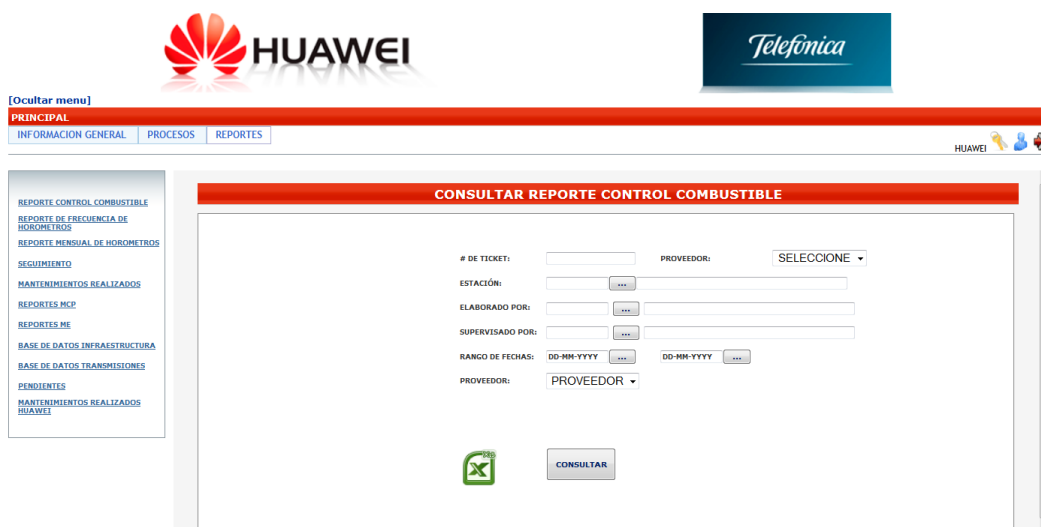 HUAWEI
Telefónica
[Ocultar menu]
PRINCIPAL
INFORMACION GENERAL PROCESOS REPORTES
HUAWEI
REPORTE CONTROL COMBUSTIBLE
REPORTE DE FRECUENCIA DE
HOROMETROS
REPORTE MENSUAL DE HOROMETROS
SEGUIMIENTO
MANTENIMIENTOS REALIZADOS
REPORTES MCP
REPORTES ME
BASE DE DATOS INFRAESTRUCTURA
BASE DE DATOS TRANSMISIONES
PENDIENTES
MANTENIMIENTOS REALIZADOS
HUAWEI
CONSULTAR REPORTE CONTROL COMBUSTIBLE
# DE TICKET: PROVEEDOR: SELECCIONE
ESTACIÓN: ...
ELABORADO POR: ...
SUPERVISADO POR: ...
RANGO DE FECHAS: DD-MM-YYYY ... DD-MM-YYYY ...
PROVEEDOR: PROVEEDOR
CONSULTAR